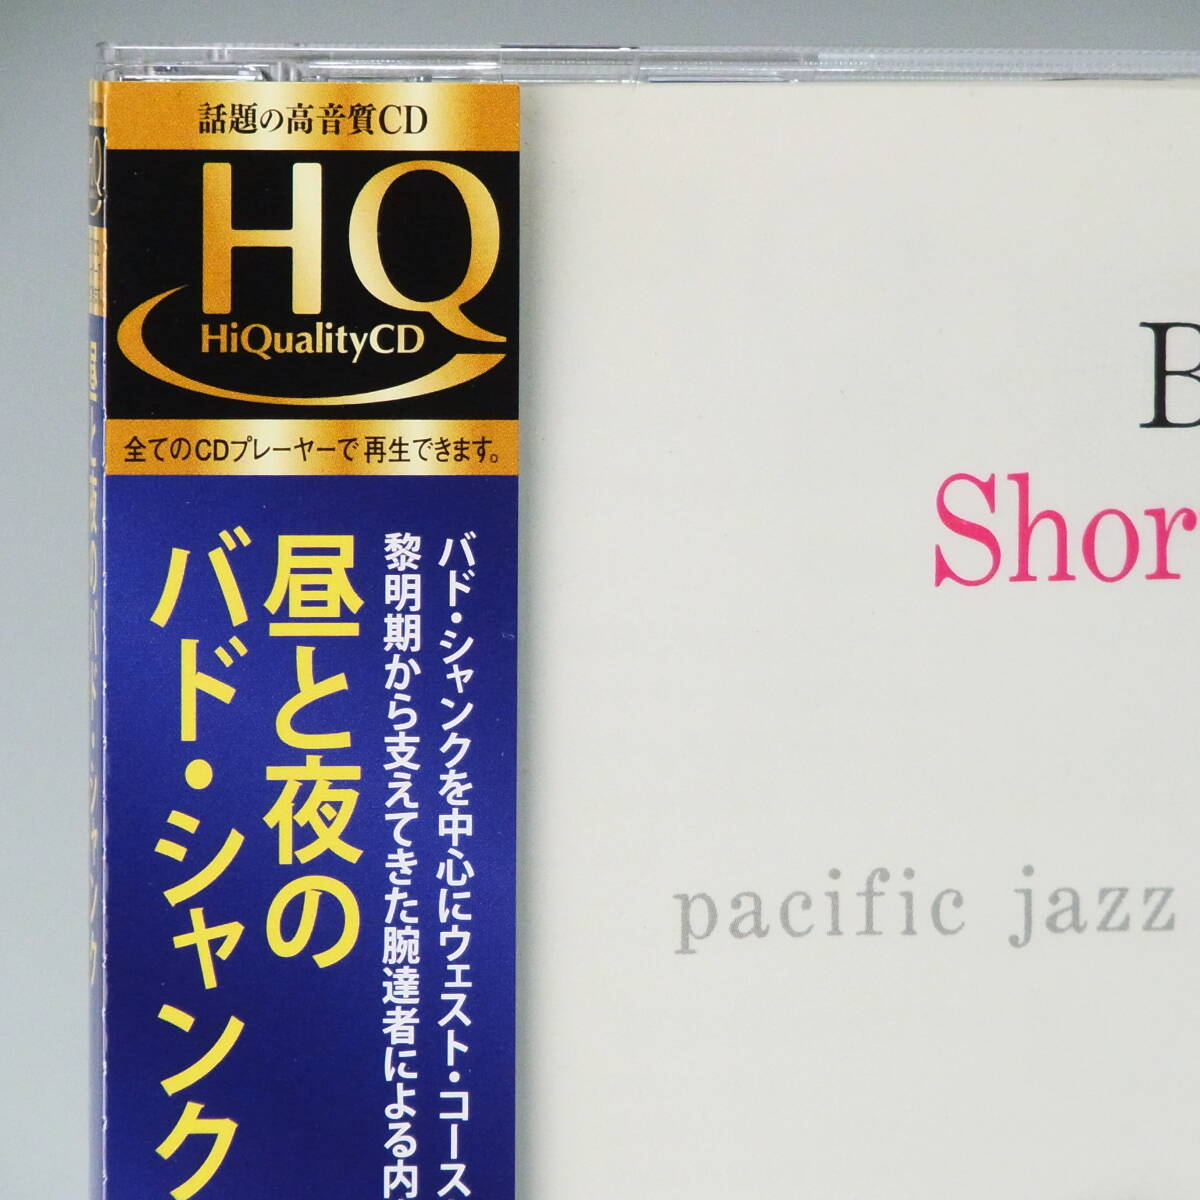 話題の高音質CD
HQ
HiQualityCD
全てのCDプレーヤーで再生できます。
バド・シャンクを中心にウェスト・コース
黎明期から支えてきた腕達者による内
昼と夜の
バド・シャンク
B
Shor
pacific jazz